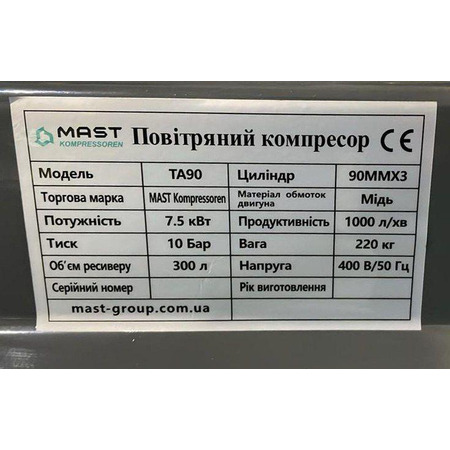 MAST
KOMPRESSOREN
Повітряний компресор CE
Модель TA90 Циліндр 90MMX3
Торгова марка MAST Kompressoren Матеріал обмоток двигуна Мідь
Потужність 7.5 кВт Продуктивність 1000 л/хв
Тиск 10 Бар Вага 220 кг
Об'єм ресиверу 300 л Напруга 400 В/50 Гц
Серійний номер Рік виготовлення
mast-group.com.ua